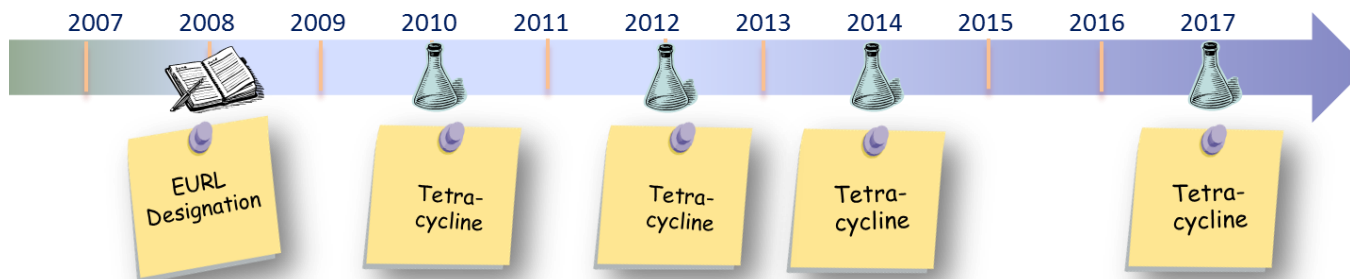 2007 2008 2009 2010 2011 2012 2013 2014 2015 2016 2017
EURL
Designation
Tetra-
cycline
Tetra-
cycline
Tetra-
cycline
Tetra-
cycline